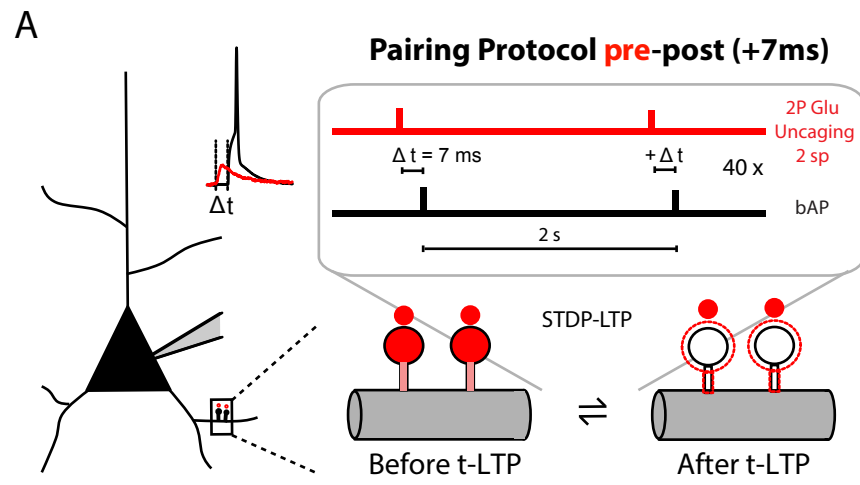 A
Pairing Protocol pre-post (+7ms)
2P Glu
Uncaging
2 sp
Δ t = 7 ms
+ Δ t
40 x
bAP
2 s
Δt
STDP-LTP
⇌
Before t-LTP
After t-LTP